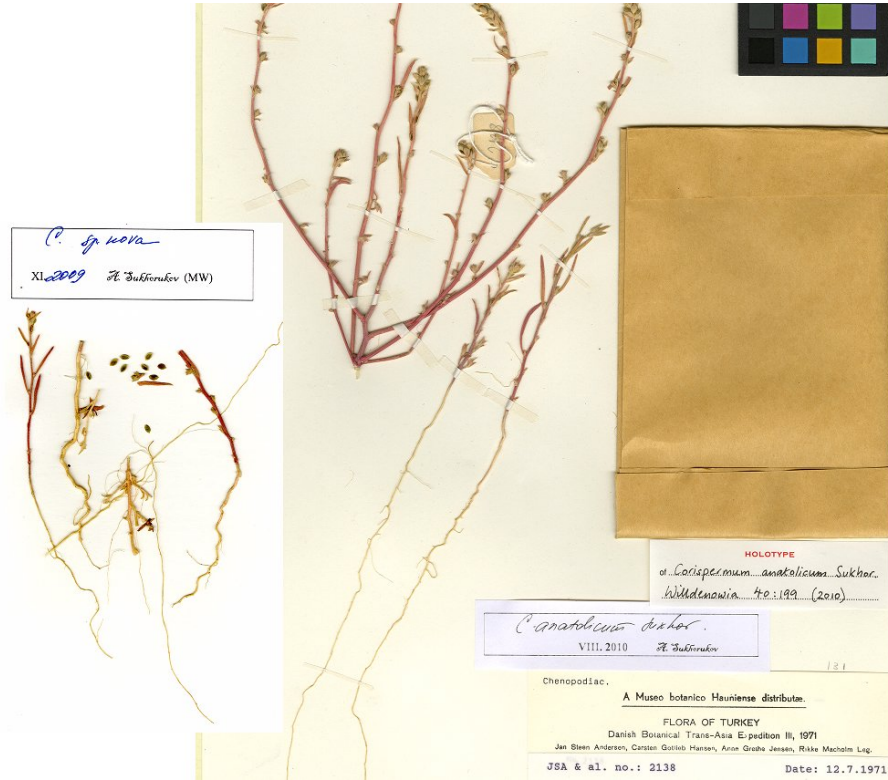 C. sp nova
XI. 2009 A. Sukhorukov (MW)
HOLOTYPE
of Corispermum anatolicum Sukhor.
Willdenowia 40:199 (2010)
C. anatolicum Sukhor.
VIII. 2010 A. Sukhorukov
181
Chenopodiac.
A Museo botanico Hauniense distributæ.
FLORA OF TURKEY
Danish Botanical Trans-Asia Expedition III, 1971
Jan Steen Andersen, Carsten Gottlieb Hansen, Anne Grethe Jensen, Rikke Macholm Leg.
JSA & al. no.: 2138 Date: 12.7.1971